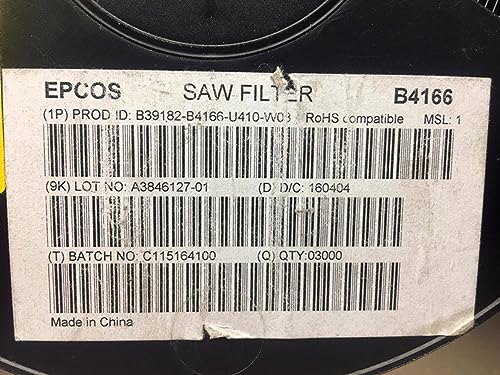 EPCOS SAW FILTER B4166
(1P) PROD ID: B39182-B4166-U410-W03 RoHS compatible MSL: 1
(9K) LOT NO: A3846127-01 (D) D/C: 160404
(T) BATCH NO: C115164100 (Q) QTY:03000
Made in China